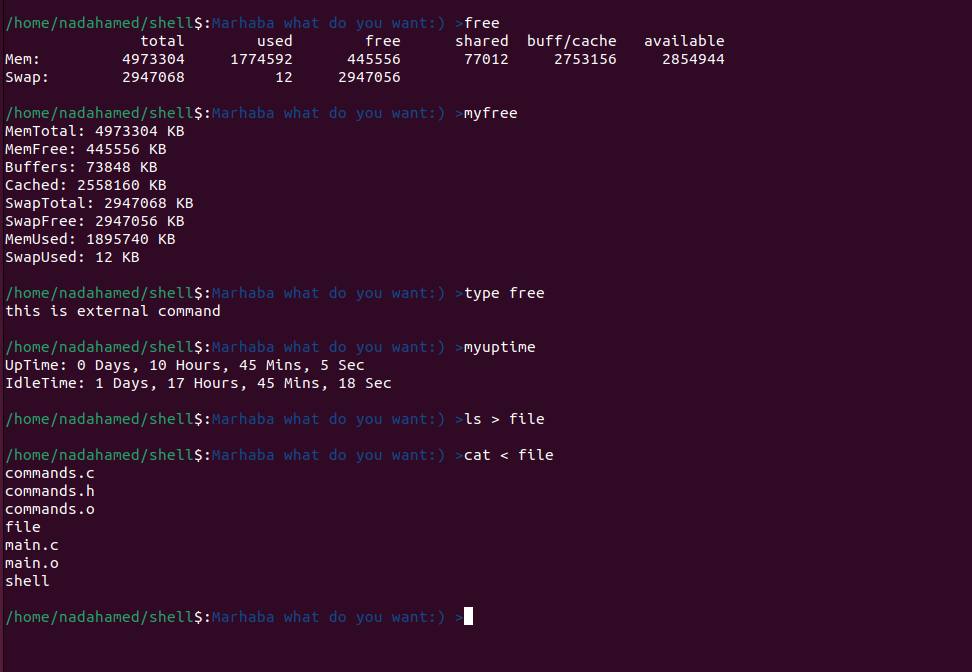 /home/nadahamed/shell$:Marhaba what do you want:) >free
total used free shared buff/cache available
Mem: 4973304 1774592 445556 77012 2753156 2854944
Swap: 2947068 12 2947056
/home/nadahamed/shell$:Marhaba what do you want:) >myfree
MemTotal: 4973304 KB
MemFree: 445556 KB
Buffers: 73848 KB
Cached: 2558160 KB
SwapTotal: 2947068 KB
SwapFree: 2947056 KB
MemUsed: 1895740 KB
SwapUsed: 12 KB
/home/nadahamed/shell$:Marhaba what do you want:) >type free
this is external command
/home/nadahamed/shell$:Marhaba what do you want:) >myuptime
UpTime: 0 Days, 10 Hours, 45 Mins, 5 Sec
IdleTime: 1 Days, 17 Hours, 45 Mins, 18 Sec
/home/nadahamed/shell$:Marhaba what do you want:) >ls > file
/home/nadahamed/shell$:Marhaba what do you want:) >cat < file
commands.c
commands.h
commands.o
file
main.c
main.o
shell
/home/nadahamed/shell$:Marhaba what do you want:) >